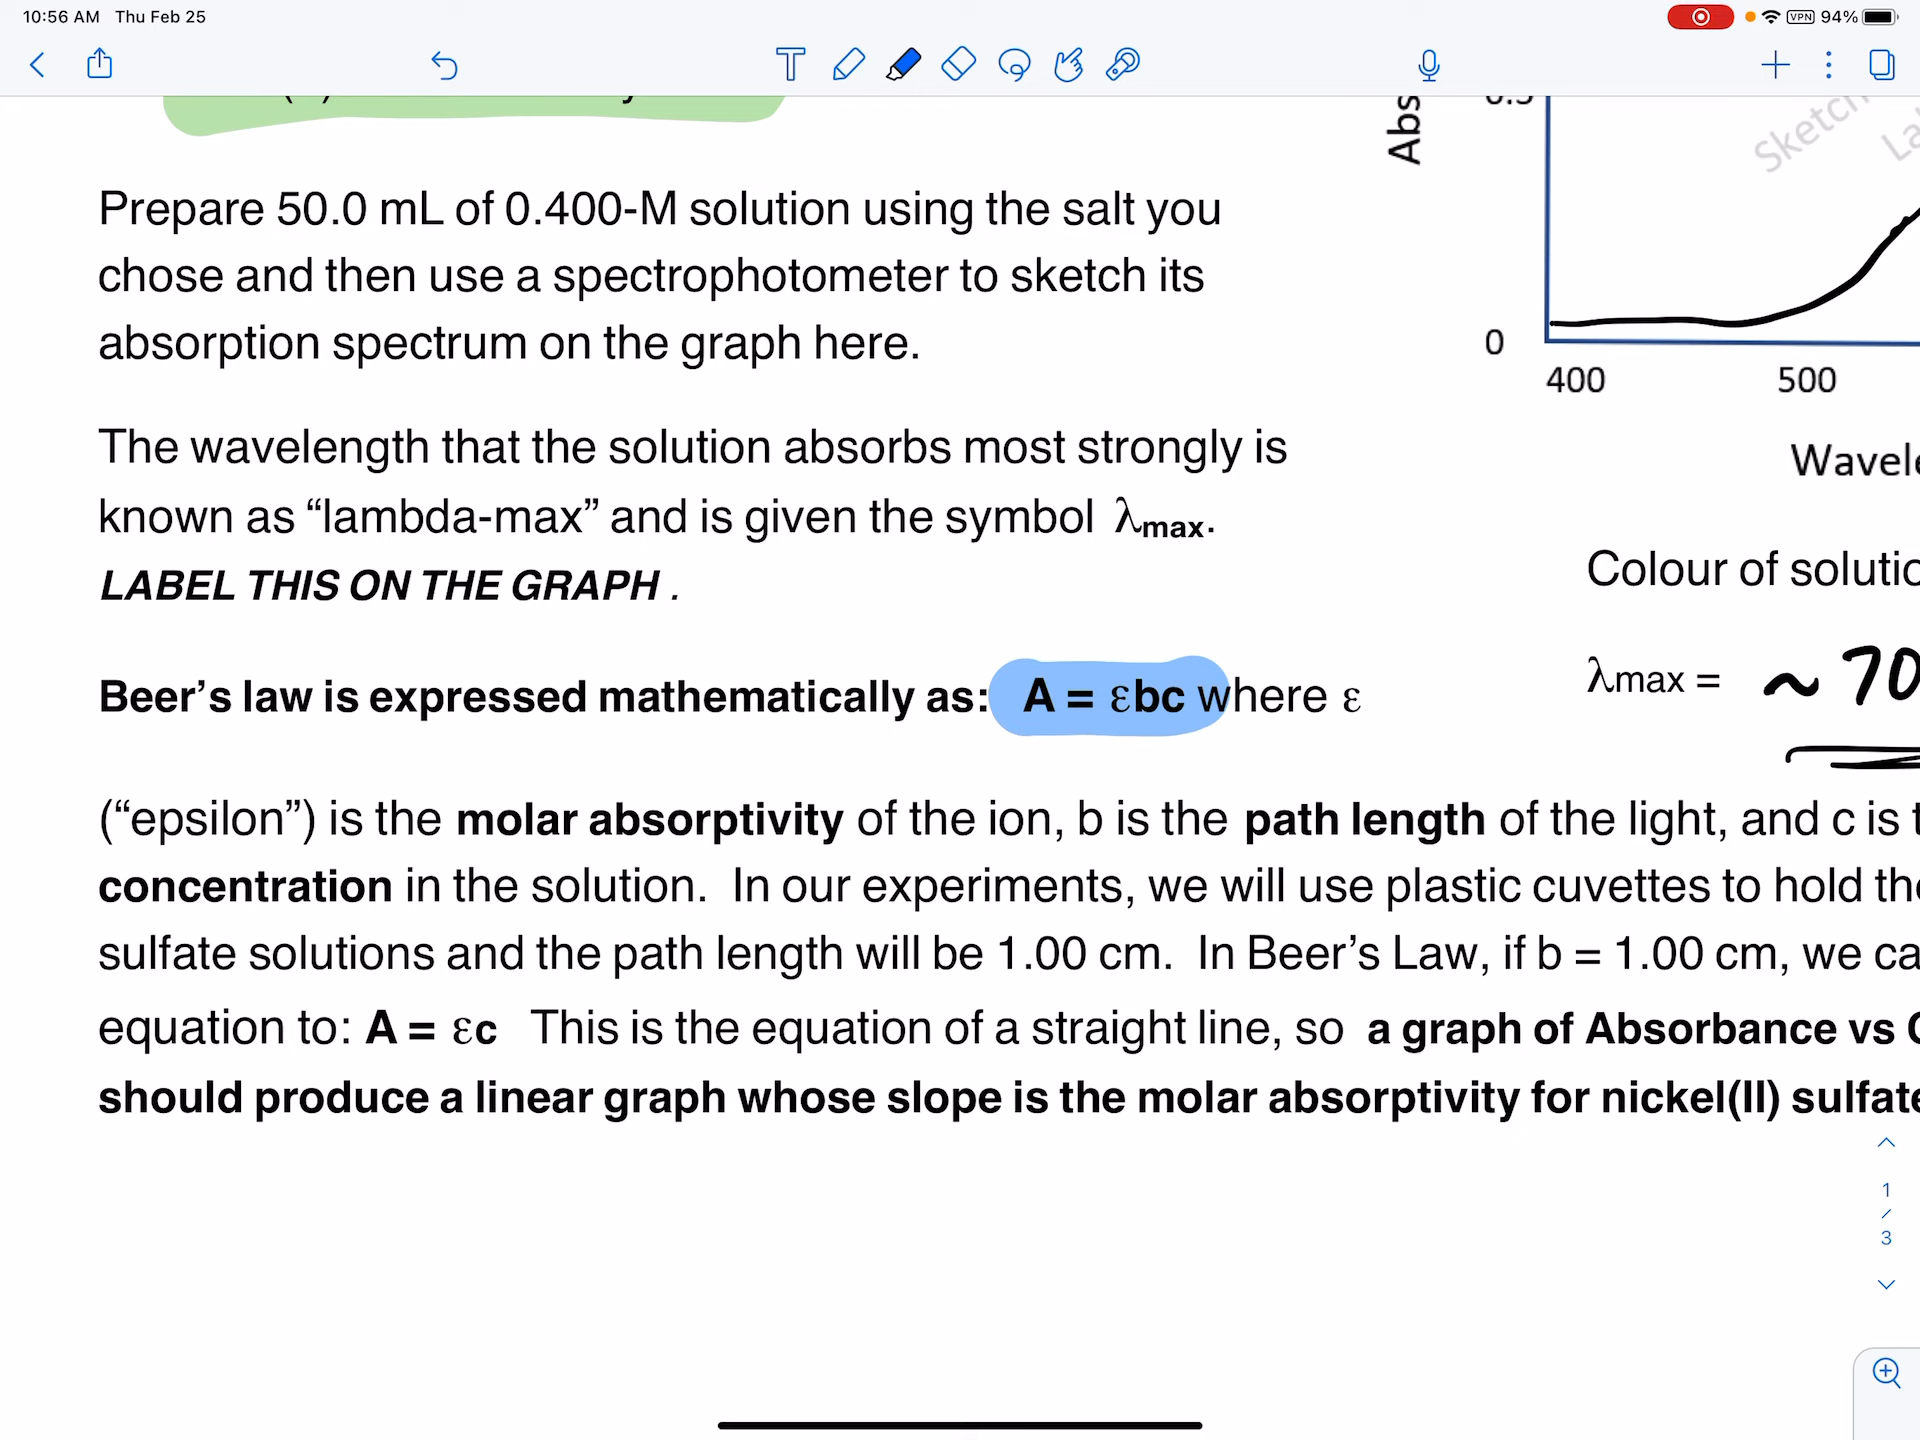 10:56 AM Thu Feb 25
VPN 94%
Prepare 50.0 mL of 0.400-M solution using the salt you
chose and then use a spectrophotometer to sketch its
absorption spectrum on the graph here.
The wavelength that the solution absorbs most strongly is
known as “lambda-max” and is given the symbol λmax.
LABEL THIS ON THE GRAPH .
Beer’s law is expressed mathematically as: A = εbc where ε
(“epsilon”) is the molar absorptivity of the ion, b is the path length of the light, and c is
concentration in the solution. In our experiments, we will use plastic cuvettes to hold
sulfate solutions and the path length will be 1.00 cm. In Beer’s Law, if b = 1.00 cm, we
equation to: A = εc This is the equation of a straight line, so a graph of Absorbance vs
should produce a linear graph whose slope is the molar absorptivity for nickel(II) sulfate
Abs
Sketch
0
400 500
Wavele
Colour of solutio
λmax = ~ 70
1
/
3